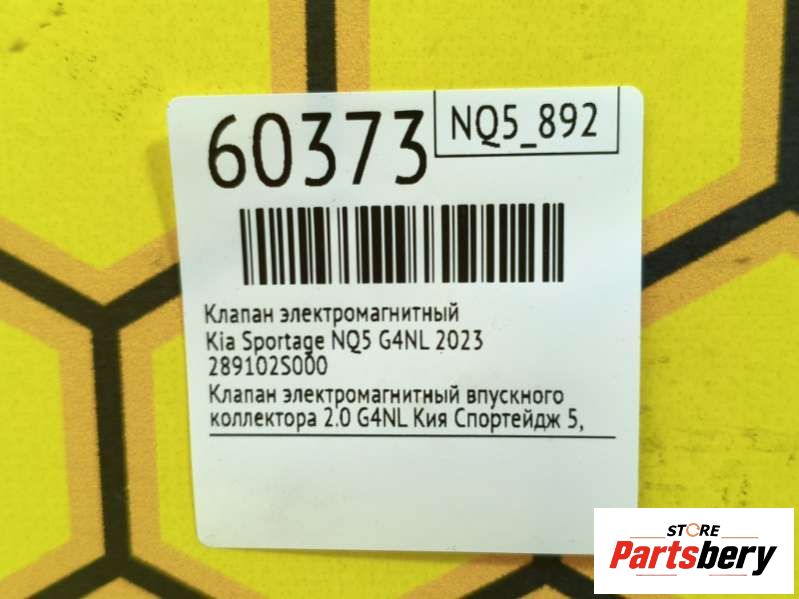 60373
NQ5_892
Клапан электромагнитный
Kia Sportage NQ5 G4NL 2023
289102S000
Клапан электромагнитный впускного
коллектора 2.0 G4NL Кия Спортейдж 5,
STORE
Partsbery